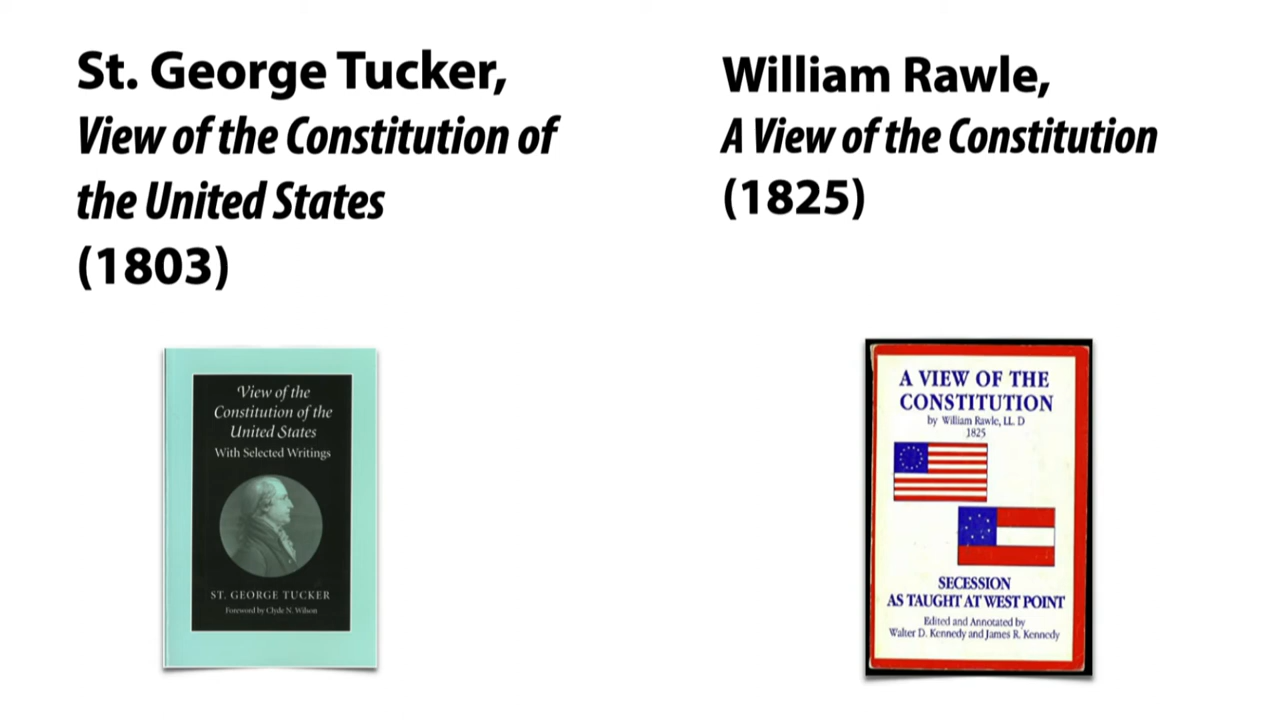 St. George Tucker,
View of the Constitution of
the United States
(1803)
View of the
Constitution of the
United States
With Selected Writings
ST. GEORGE TUCKER
Foreword by Clyde N. Wilson
William Rawle,
A View of the Constitution
(1825)
A VIEW OF THE
CONSTITUTION
by William Rawle, LL. D
1825
SECESSION
AS TAUGHT AT WEST POINT
Edited and Annotated by
Walter D. Kennedy and James R. Kennedy